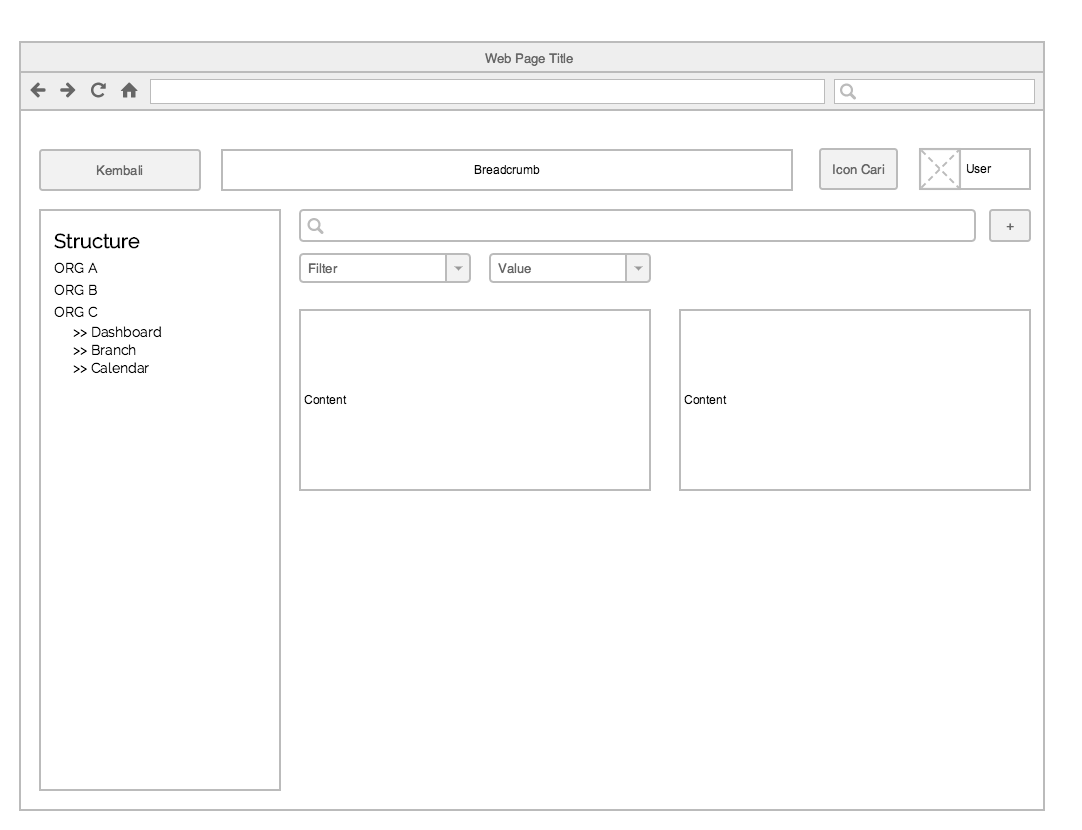 Web Page Title
Kembali
Breadcrumb
Icon Cari
User
Structure
ORG A
ORG B
ORG C
>> Dashboard
>> Branch
>> Calendar
+
Filter
Value
Content
Content